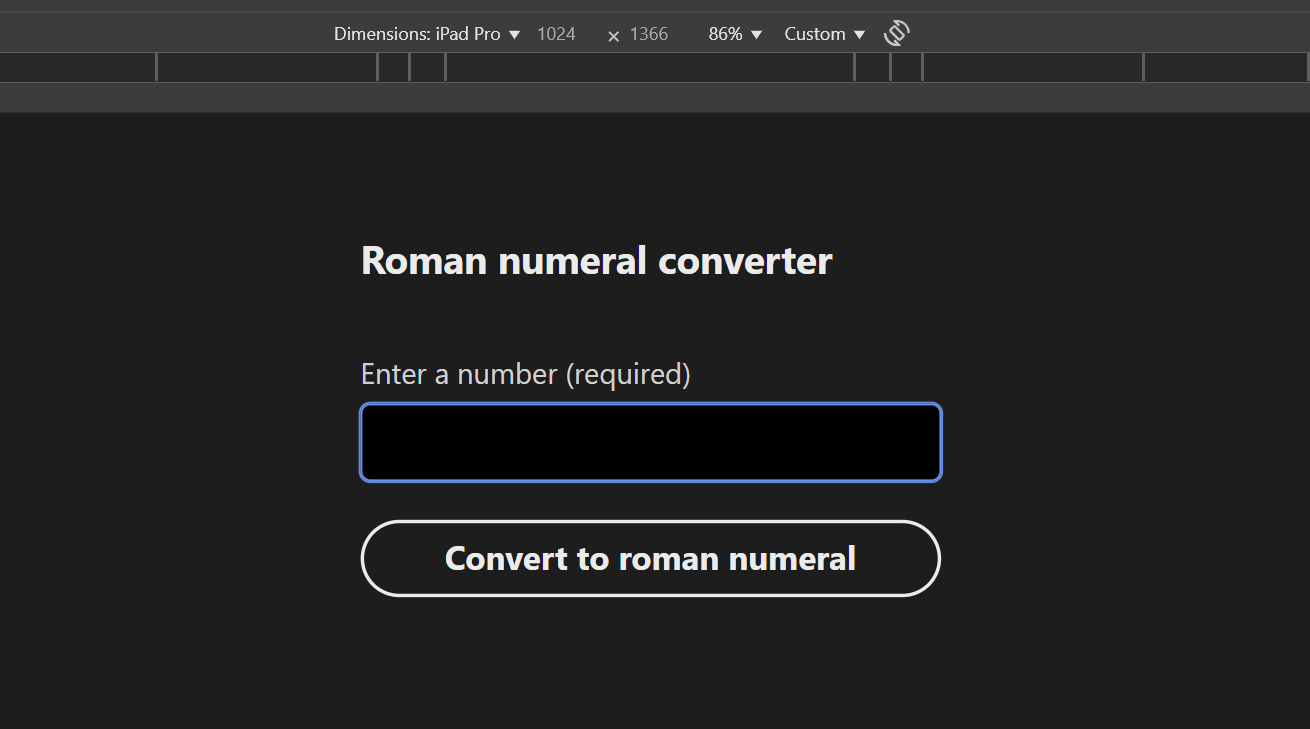 Dimensions: iPad Pro ▼ 1024 × 1366 86% ▼ Custom ▼
Roman numeral converter
Enter a number (required)
Convert to roman numeral